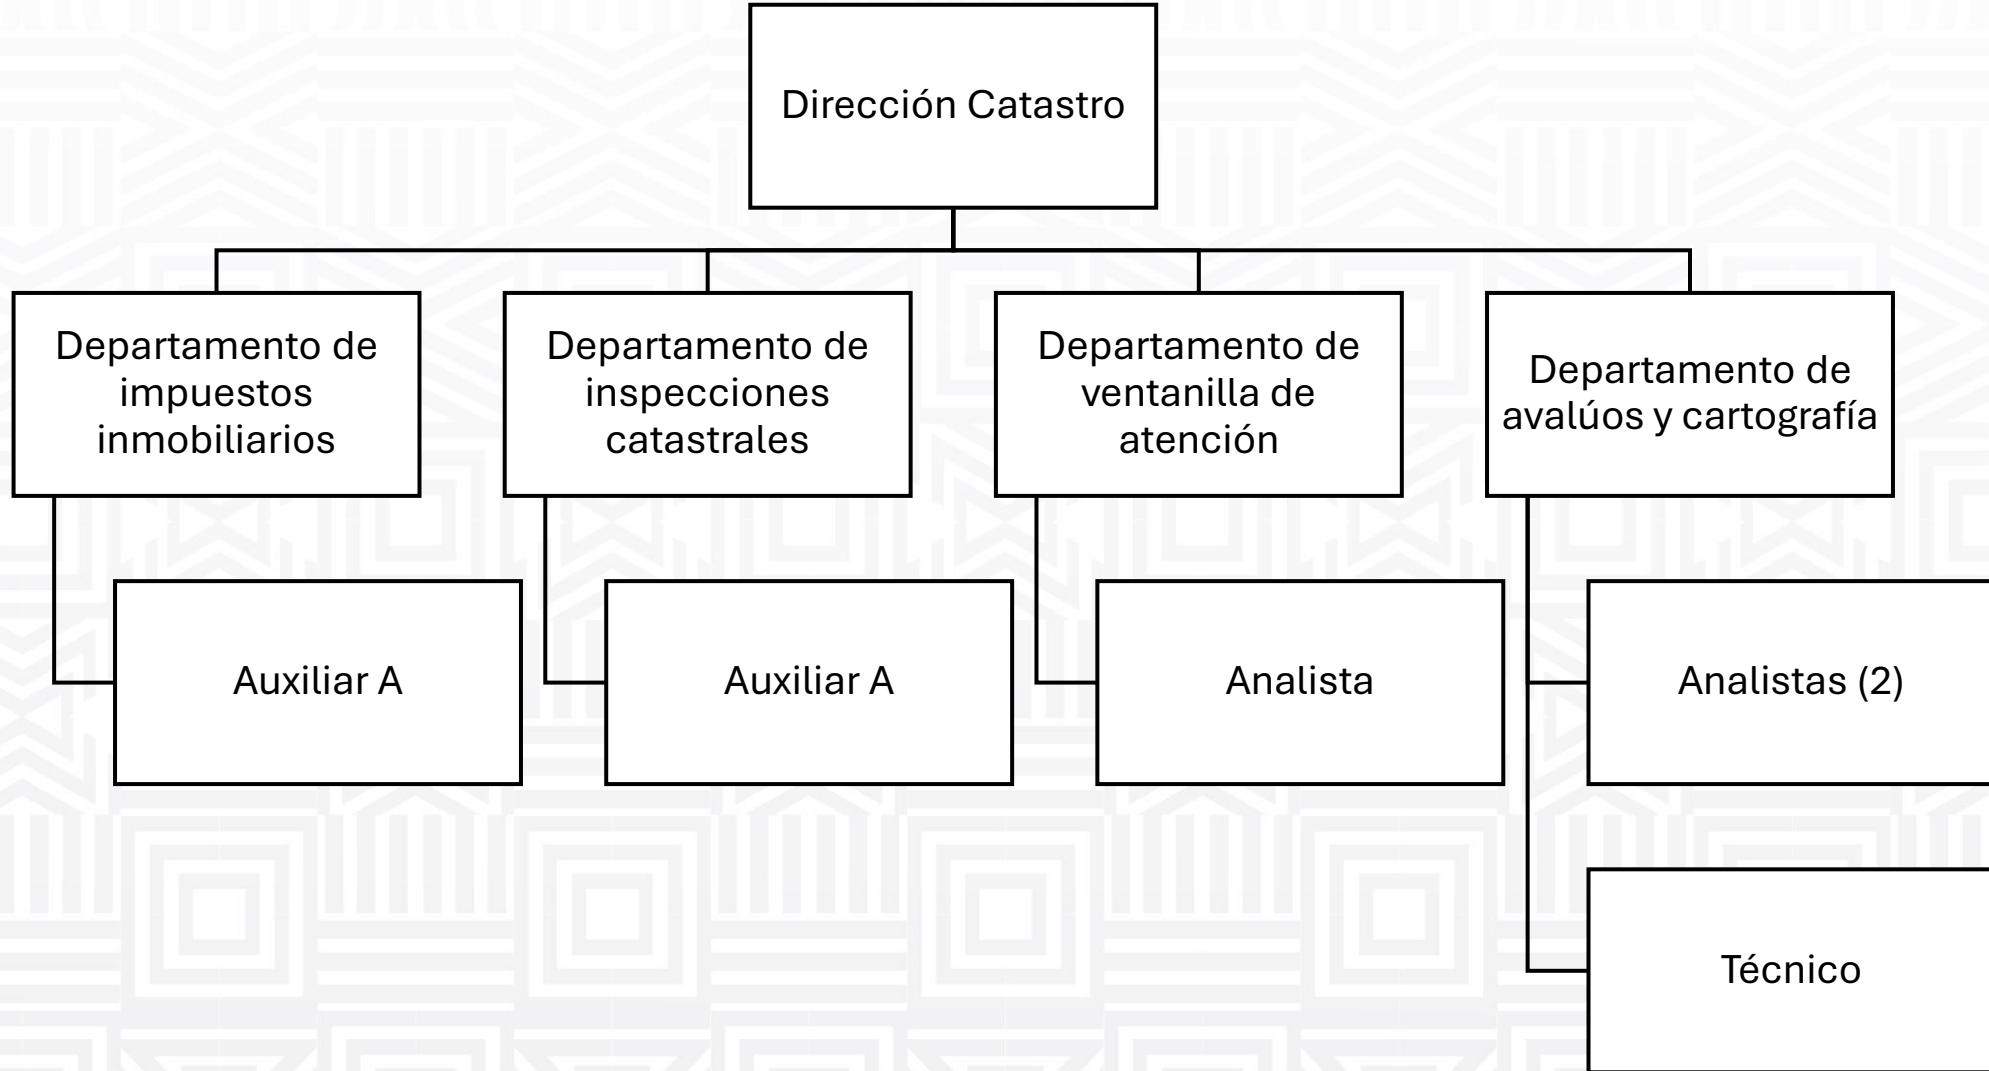 Dirección Catastro
Departamento de
impuestos
inmobiliarios
Departamento de
inspecciones
catastrales
Departamento de
ventanilla de
atención
Departamento de
avalúos y cartografía
Auxiliar A
Auxiliar A
Analista
Analistas (2)
Técnico